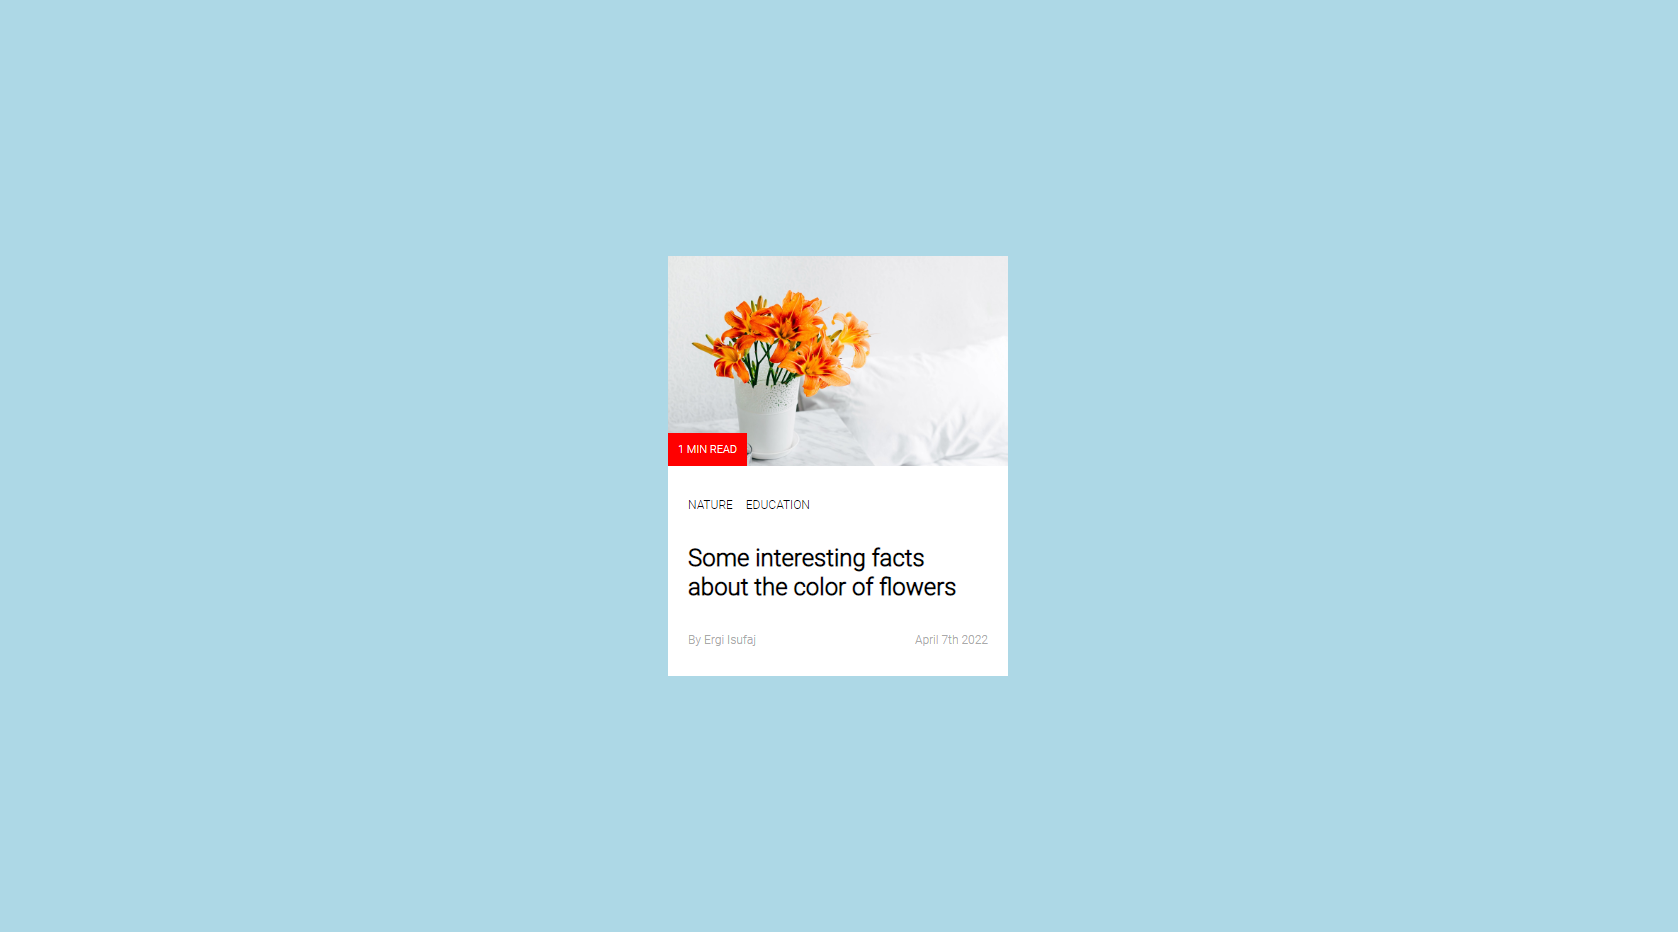 1 MIN READ
NATURE EDUCATION
Some interesting facts
about the color of flowers
By Ergi Isufaj April 7th 2022